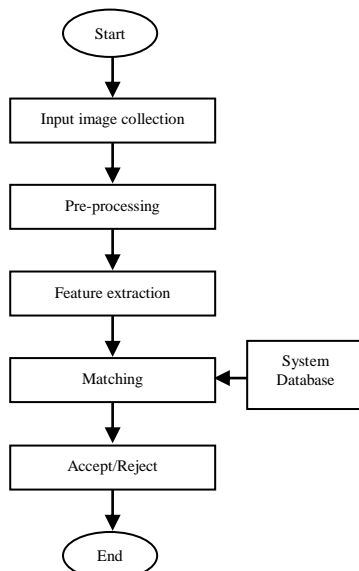 Start
Input image collection
Pre-processing
Feature extraction
Matching
System
Database
Accept/Reject
End